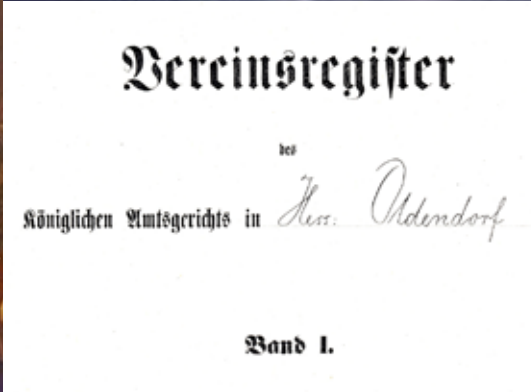 Vereinsregister
des
Königlichen Amtsgerichts in Hess. Oldendorf
Band I.